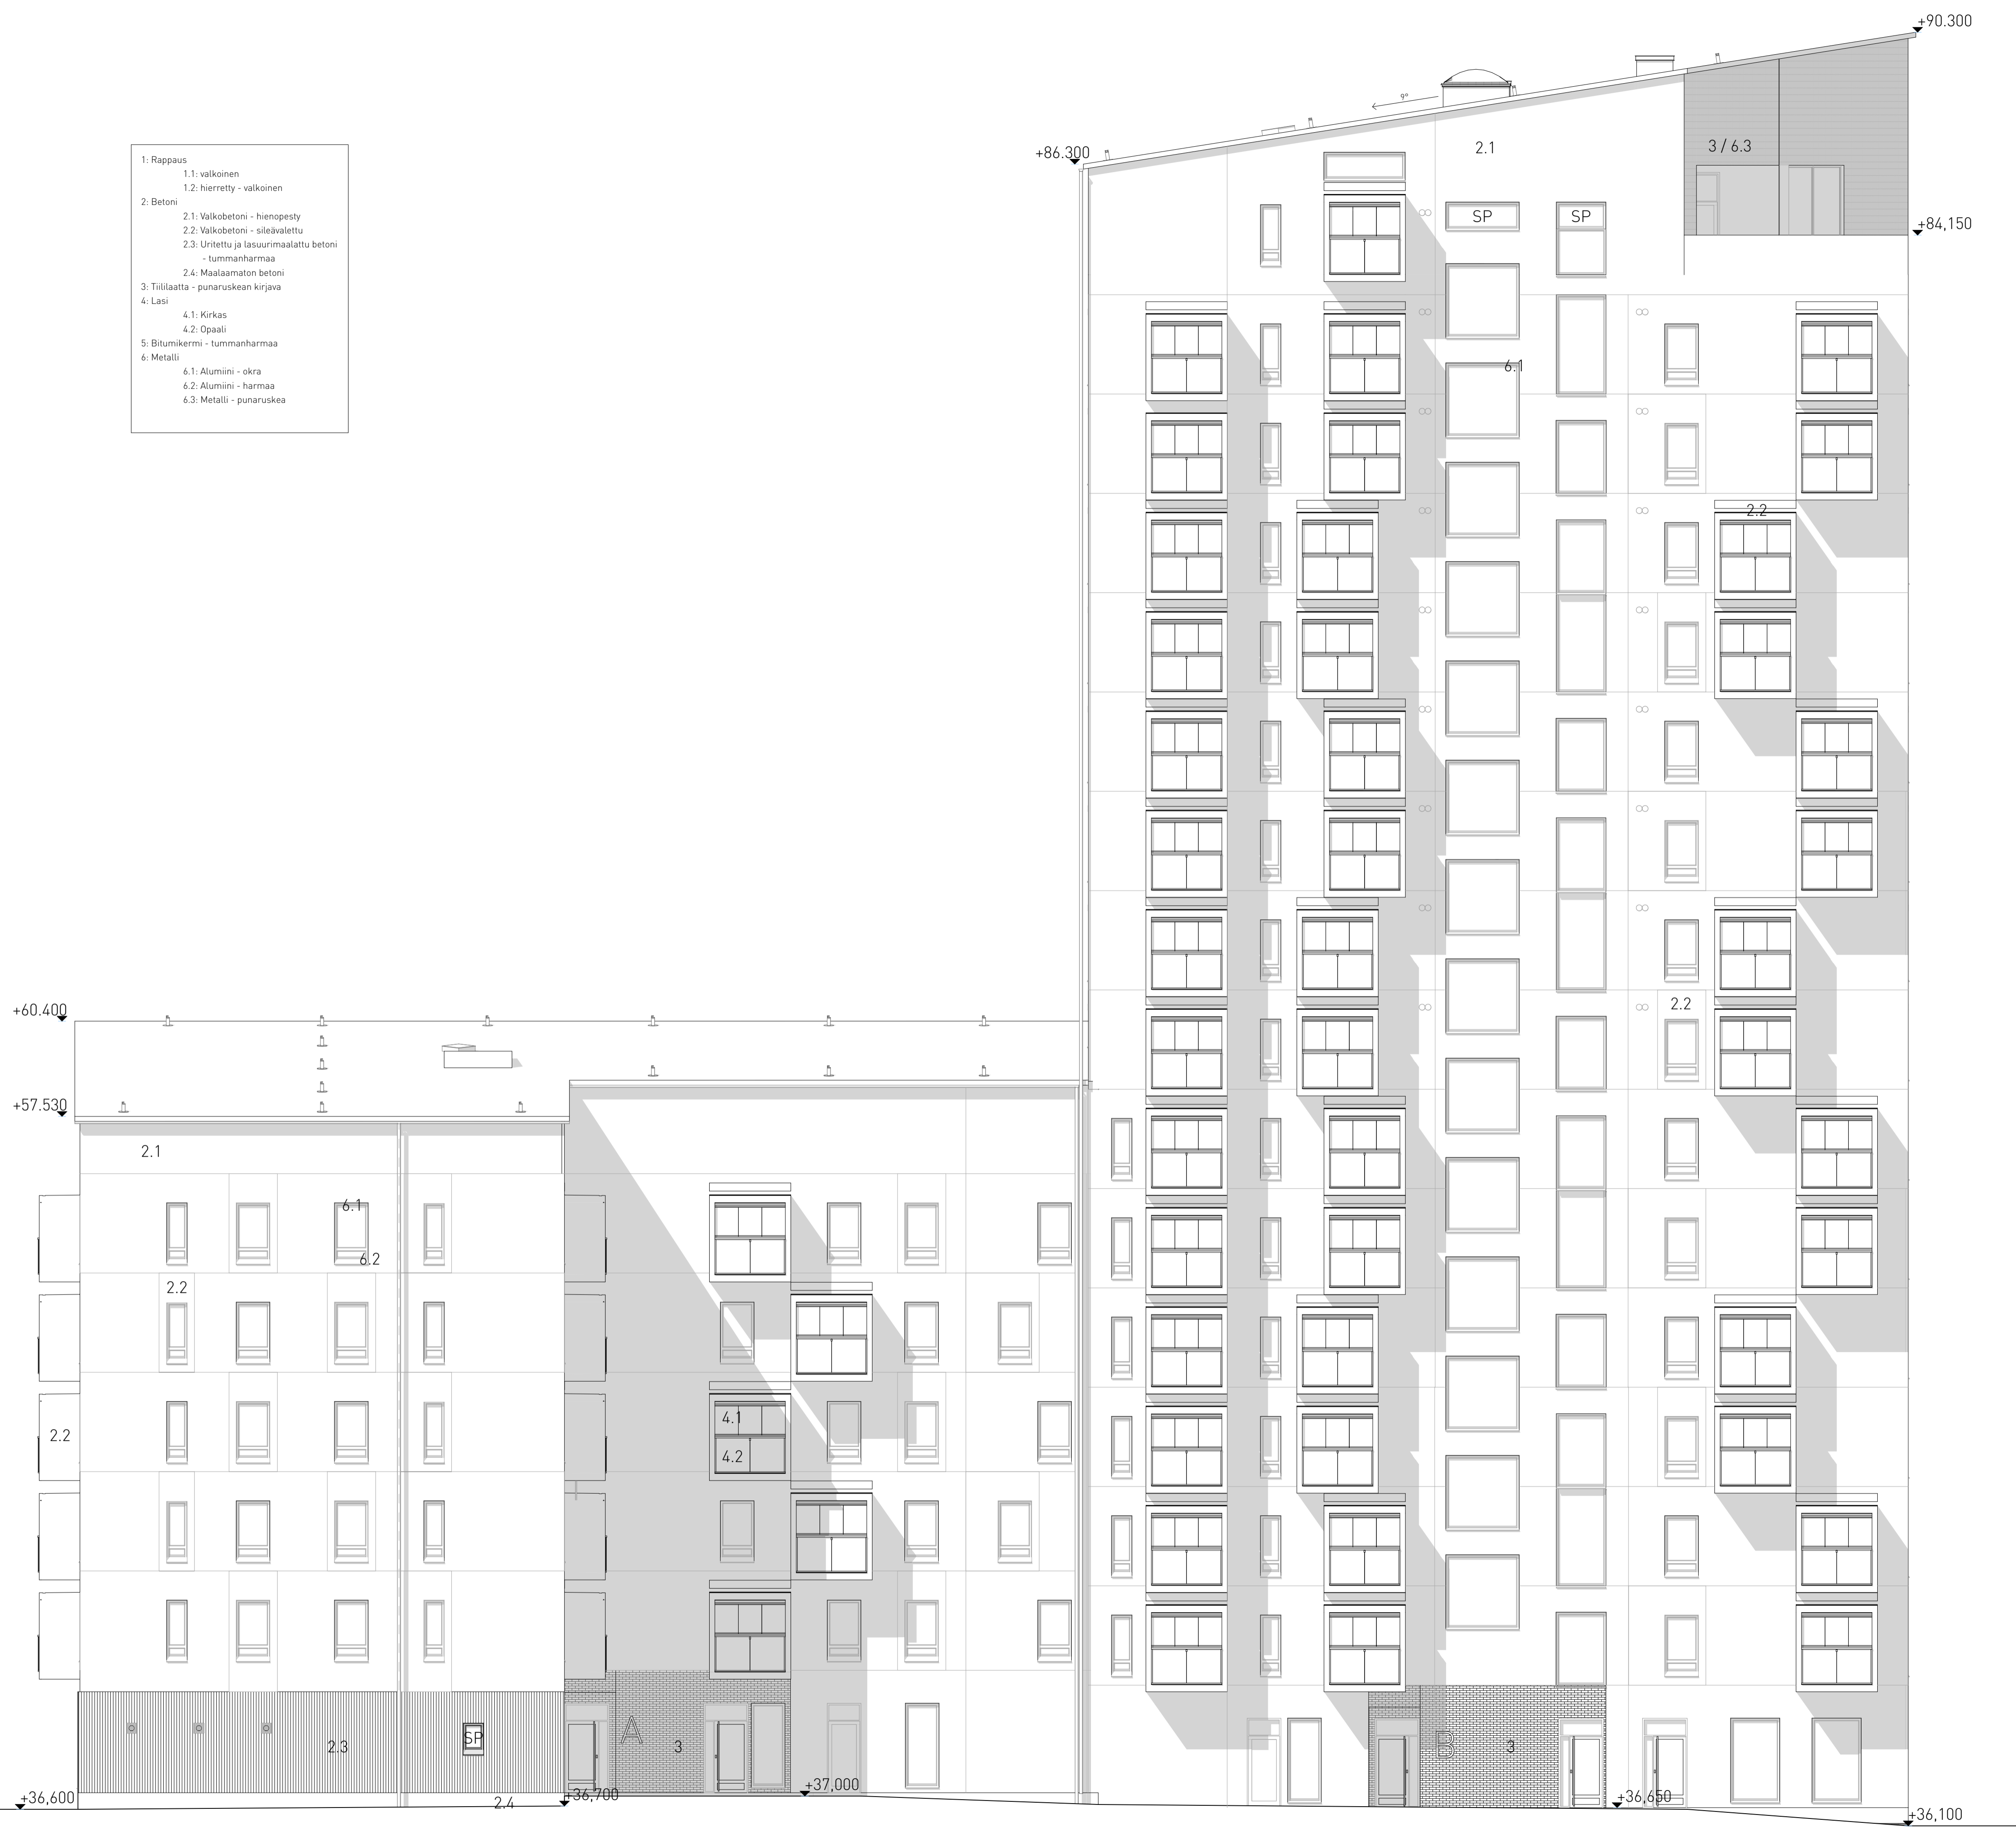 +90.300
9°
+86.300
2.1
3 / 6.3
1: Rappaus
1.1: valkoinen
1.2: hierretty - valkoinen
2: Betoni
2.1: Valkobetoni - hienopesty
2.2: Valkobetoni - sileävalettu
2.3: Uritettu ja lasuurimaalattu betoni
- tummanharmaa
2.4: Maalaamaton betoni
3: Tiililaatta - punaruskean kirjava
4: Lasi
4.1: Kirkas
4.2: Opaali
5: Bitumikermi - tummanharmaa
6: Metalli
6.1: Alumiini - okra
6.2: Alumiini - harmaa
6.3: Metalli - punaruskea
SP
SP
+84,150
6.1
2.2
2.2
+60.400
+57.530
2.1
6.1
6.2
2.2
4.1
2.2
4.2
SP
2.3
A
3
B
3
+36,600
2.4
+36,700
+37,000
+36,650
+36,100